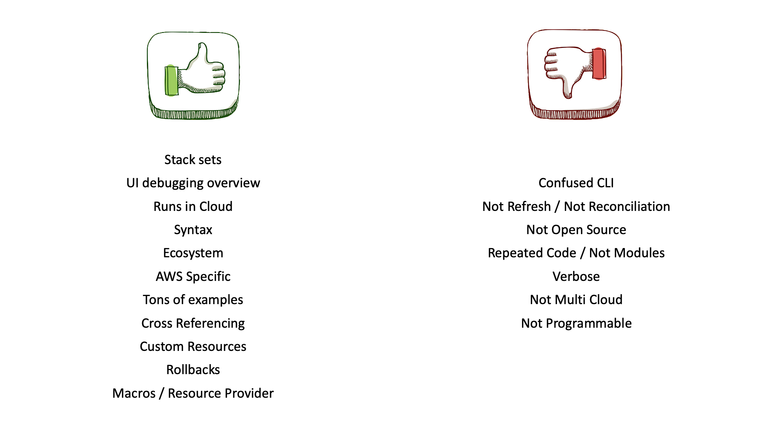 Stack sets
UI debugging overview
Runs in Cloud
Syntax
Ecosystem
AWS Specific
Tons of examples
Cross Referencing
Custom Resources
Rollbacks
Macros / Resource Provider
Confused CLI
Not Refresh / Not Reconciliation
Not Open Source
Repeated Code / Not Modules
Verbose
Not Multi Cloud
Not Programmable